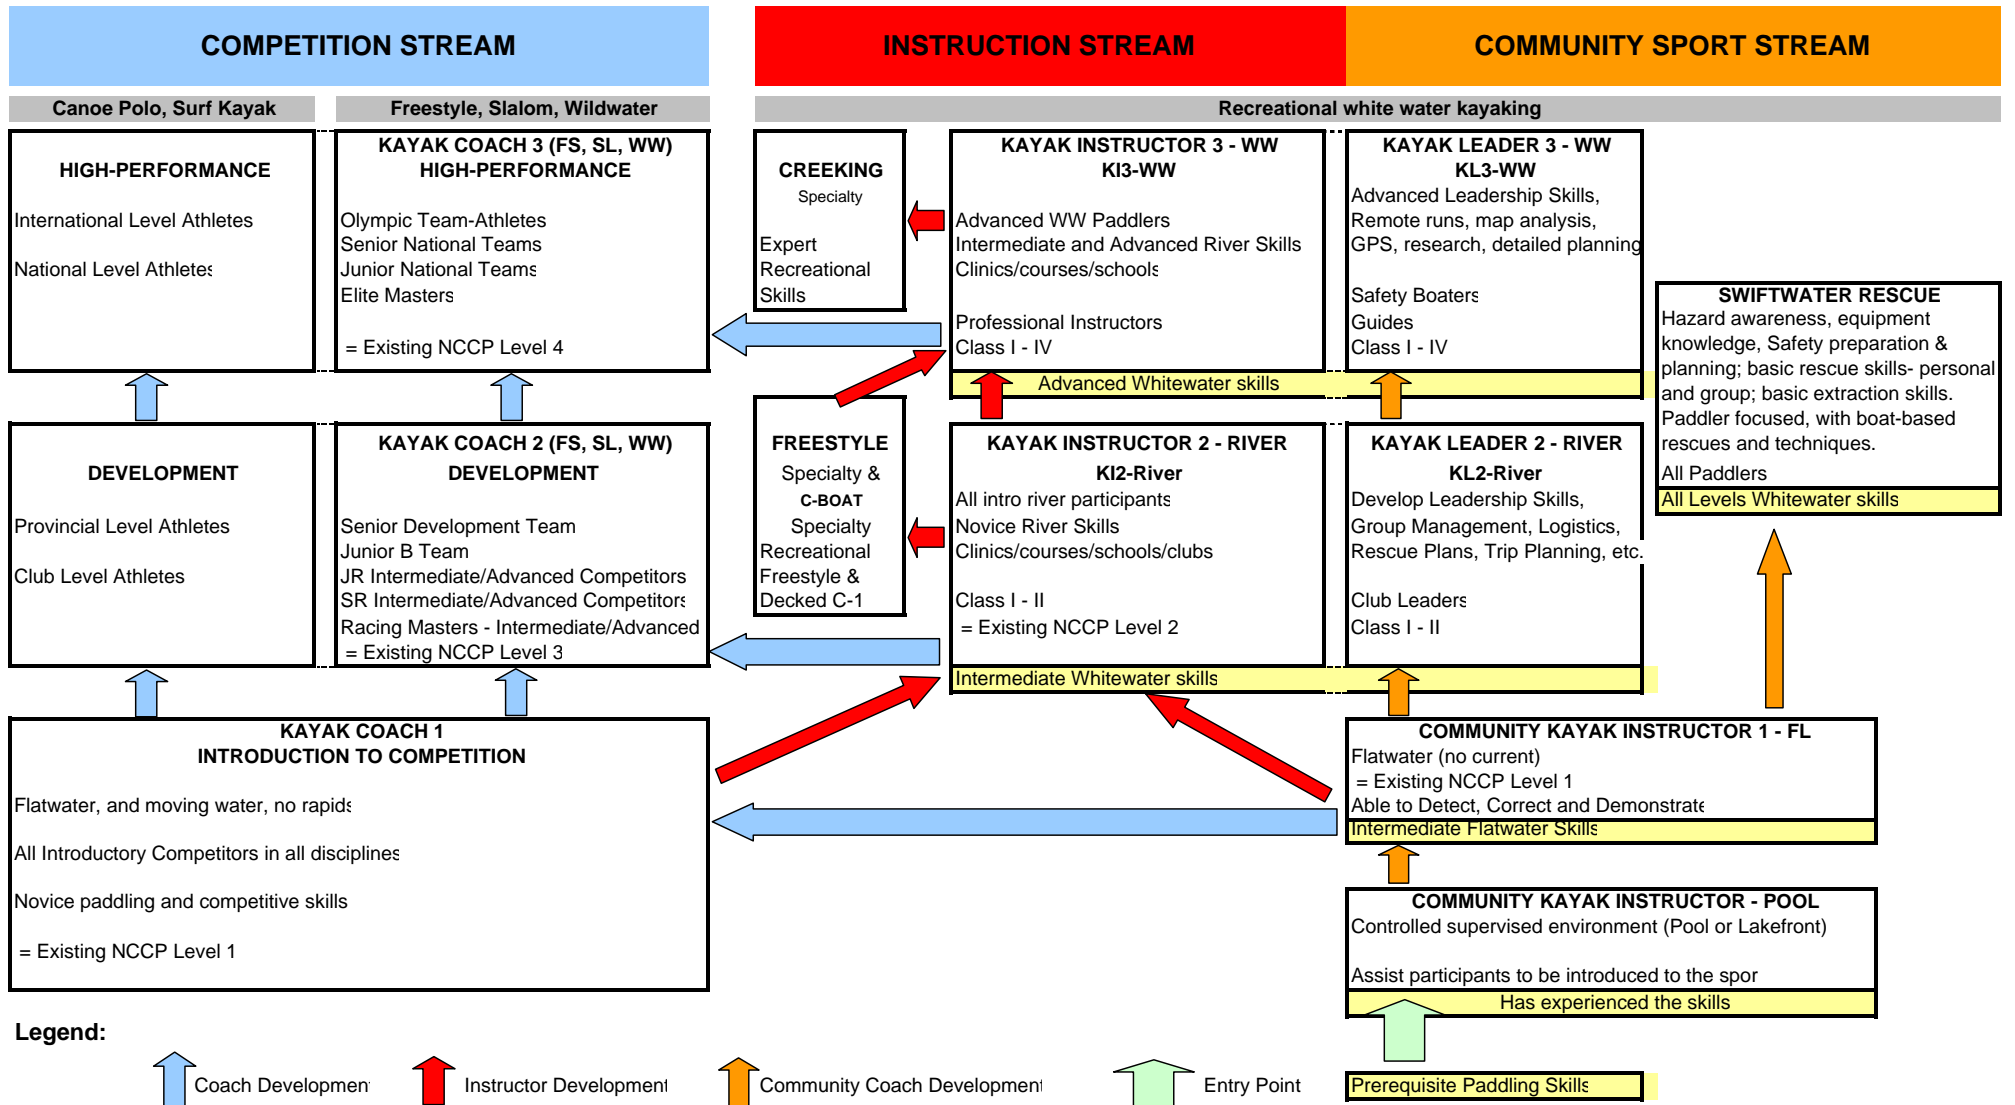 COMPETITION STREAM
INSTRUCTION STREAM
COMMUNITY SPORT STREAM
Canoe Polo, Surf Kayak
Freestyle, Slalom, Wildwater
Recreational white water kayaking
HIGH-PERFORMANCE
International Level Athletes
National Level Athletes
KAYAK COACH 3 (FS, SL, WW)
HIGH-PERFORMANCE
Olympic Team-Athletes
Senior National Teams
Junior National Teams
Elite Masters
= Existing NCCP Level 4
CREEKING
Specialty
Expert
Recreational
Skills
KAYAK INSTRUCTOR 3 - WW
KI3-WW
Advanced WW Paddlers
Intermediate and Advanced River Skills
Clinics/courses/schools
Professional Instructors
Class I - IV
Advanced Whitewater skills
KAYAK LEADER 3 - WW
KL3-WW
Advanced Leadership Skills,
Remote runs, map analysis,
GPS, research, detailed planning
Safety Boaters
Guides
Class I - IV
SWIFTWATER RESCUE
Hazard awareness, equipment
knowledge, Safety preparation &
planning; basic rescue skills- personal
and group; basic extraction skills.
Paddler focused, with boat-based
rescues and techniques.
All Paddlers
All Levels Whitewater skills
DEVELOPMENT
Provincial Level Athletes
Club Level Athletes
KAYAK COACH 2 (FS, SL, WW)
DEVELOPMENT
Senior Development Team
Junior B Team
JR Intermediate/Advanced Competitors
SR Intermediate/Advanced Competitors
Racing Masters - Intermediate/Advanced
= Existing NCCP Level 3
FREESTYLE
Specialty &
C-BOAT
Specialty
Recreational
Freestyle &
Decked C-1
KAYAK INSTRUCTOR 2 - RIVER
KI2-River
All intro river participants
Novice River Skills
Clinics/courses/schools/clubs
Class I - II
= Existing NCCP Level 2
Intermediate Whitewater skills
KAYAK LEADER 2 - RIVER
KL2-River
Develop Leadership Skills,
Group Management, Logistics,
Rescue Plans, Trip Planning, etc.
Club Leaders
Class I - II
KAYAK COACH 1
INTRODUCTION TO COMPETITION
Flatwater, and moving water, no rapids
All Introductory Competitors in all disciplines
Novice paddling and competitive skills
= Existing NCCP Level 1
COMMUNITY KAYAK INSTRUCTOR 1 - FL
Flatwater (no current)
= Existing NCCP Level 1
Able to Detect, Correct and Demonstrate
Intermediate Flatwater Skills
COMMUNITY KAYAK INSTRUCTOR - POOL
Controlled supervised environment (Pool or Lakefront)
Assist participants to be introduced to the spor
Has experienced the skills
Legend:
Coach Development
Instructor Development
Community Coach Development
Entry Point
Prerequisite Paddling Skills